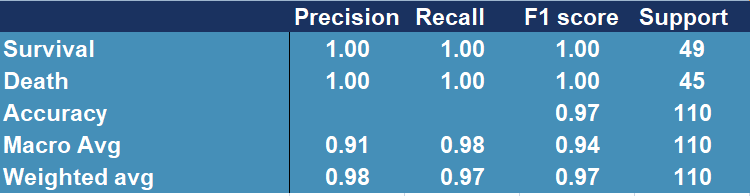 Precision Recall F1 score Support
Survival 1.00 1.00 1.00 49
Death 1.00 1.00 1.00 45
Accuracy 0.97 110
Macro Avg 0.91 0.98 0.94 110
Weighted avg 0.98 0.97 0.97 110